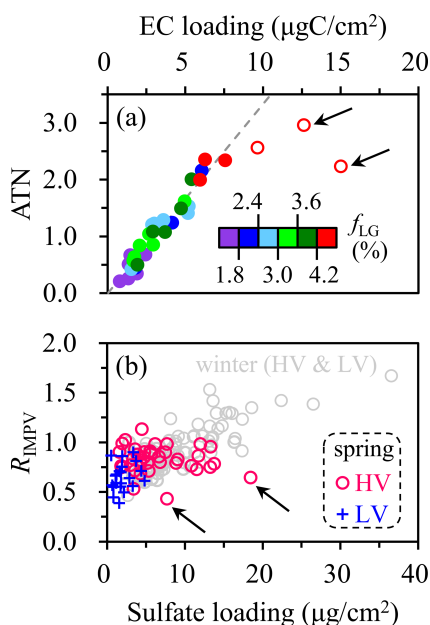 EC loading (μgC/cm²)
0 5 10 15 20
(a)
ATN
3.0
2.0
1.0
0.0
2.4 3.6
f_LG (%)
1.8 3.0 4.2
(b)
winter (HV & LV)
R_IMPV
2.0
1.5
1.0
0.5
0.0
spring
HV
LV
0 10 20 30 40
Sulfate loading (μg/cm²)